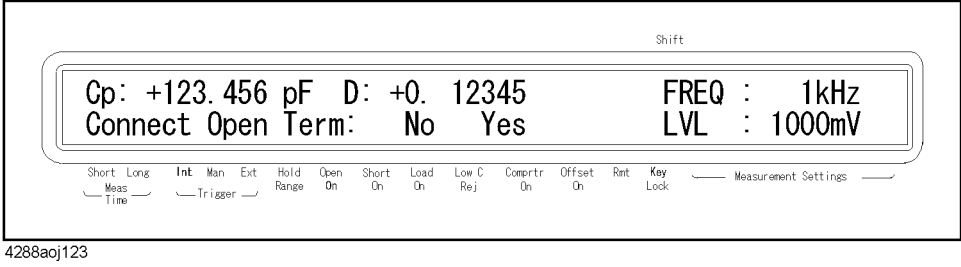 Shift
Cp: +123.456 pF D: +0. 12345 FREQ : 1kHz
Connect Open Term: No Yes LVL : 1000mV
Short Long Int Man Ext Hold Open Short Load Low C Comprtr Offset Rmt Key Measurement Settings
Meas Trigger Range On On On Rej On On Lock
Time
4288aoj123